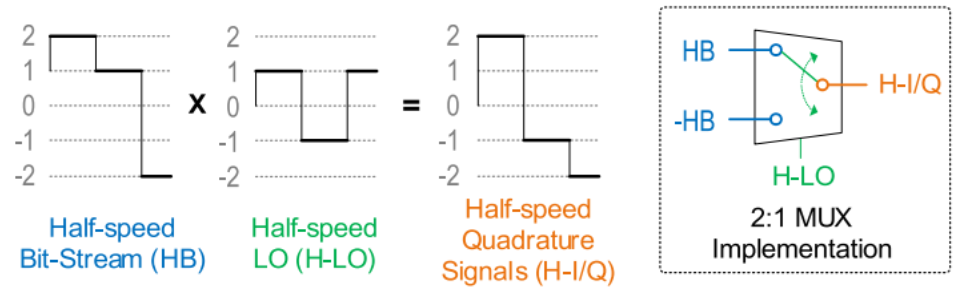 2
1
0
-1
-2
x
2
1
0
-1
-2
=
2
1
0
-1
-2
Half-speed
Bit-Stream (HB)
Half-speed
LO (H-LO)
Half-speed
Quadrature
Signals (H-I/Q)
HB
-HB
H-I/Q
H-LO
2:1 MUX
Implementation